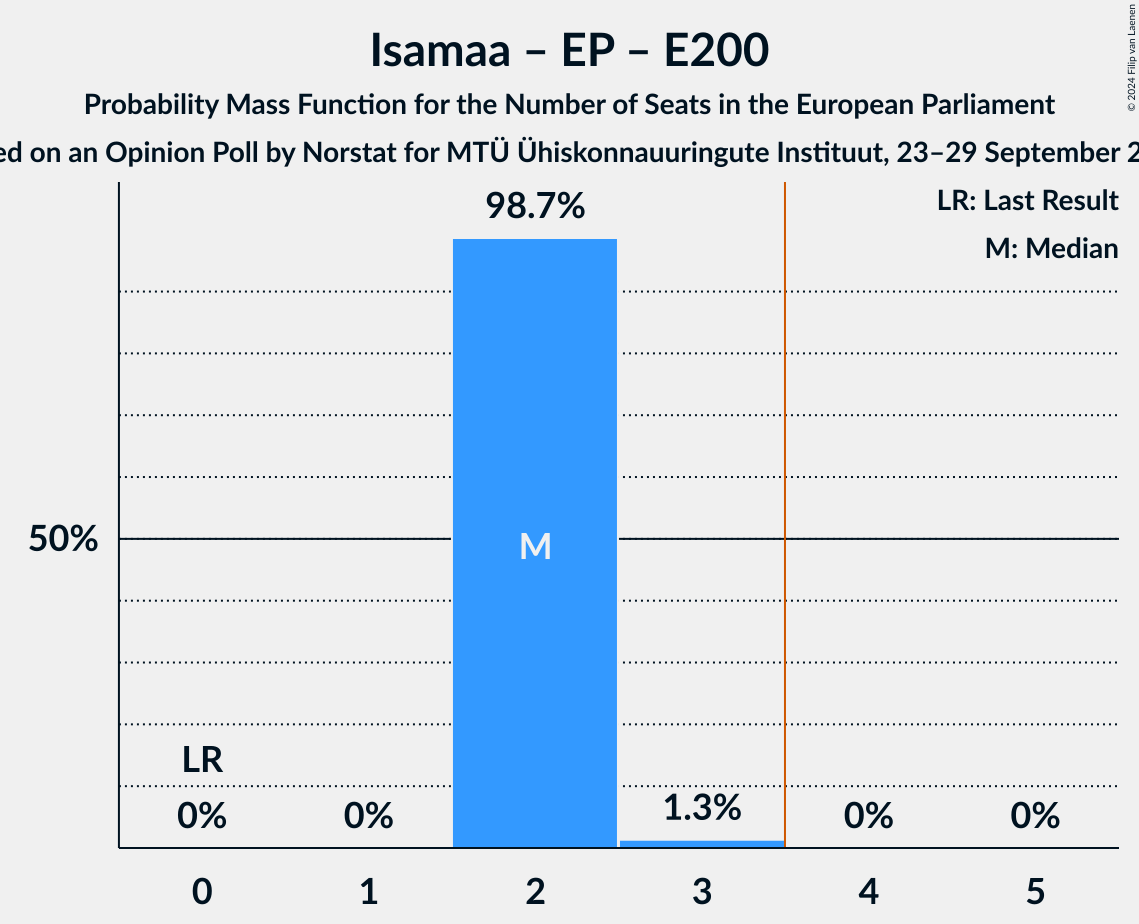 Isamaa – EP – E200
Probability Mass Function for the Number of Seats in the European Parliament
on an Opinion Poll by Norstat for MTÜ Ühiskonnauuringute Instituut, 23–29 September
© 2024 Filip van Laenen
LR: Last Result
M: Median
98.7%
50%
M
LR
0%
0%
1.3%
0%
0%
0
1
2
3
4
5